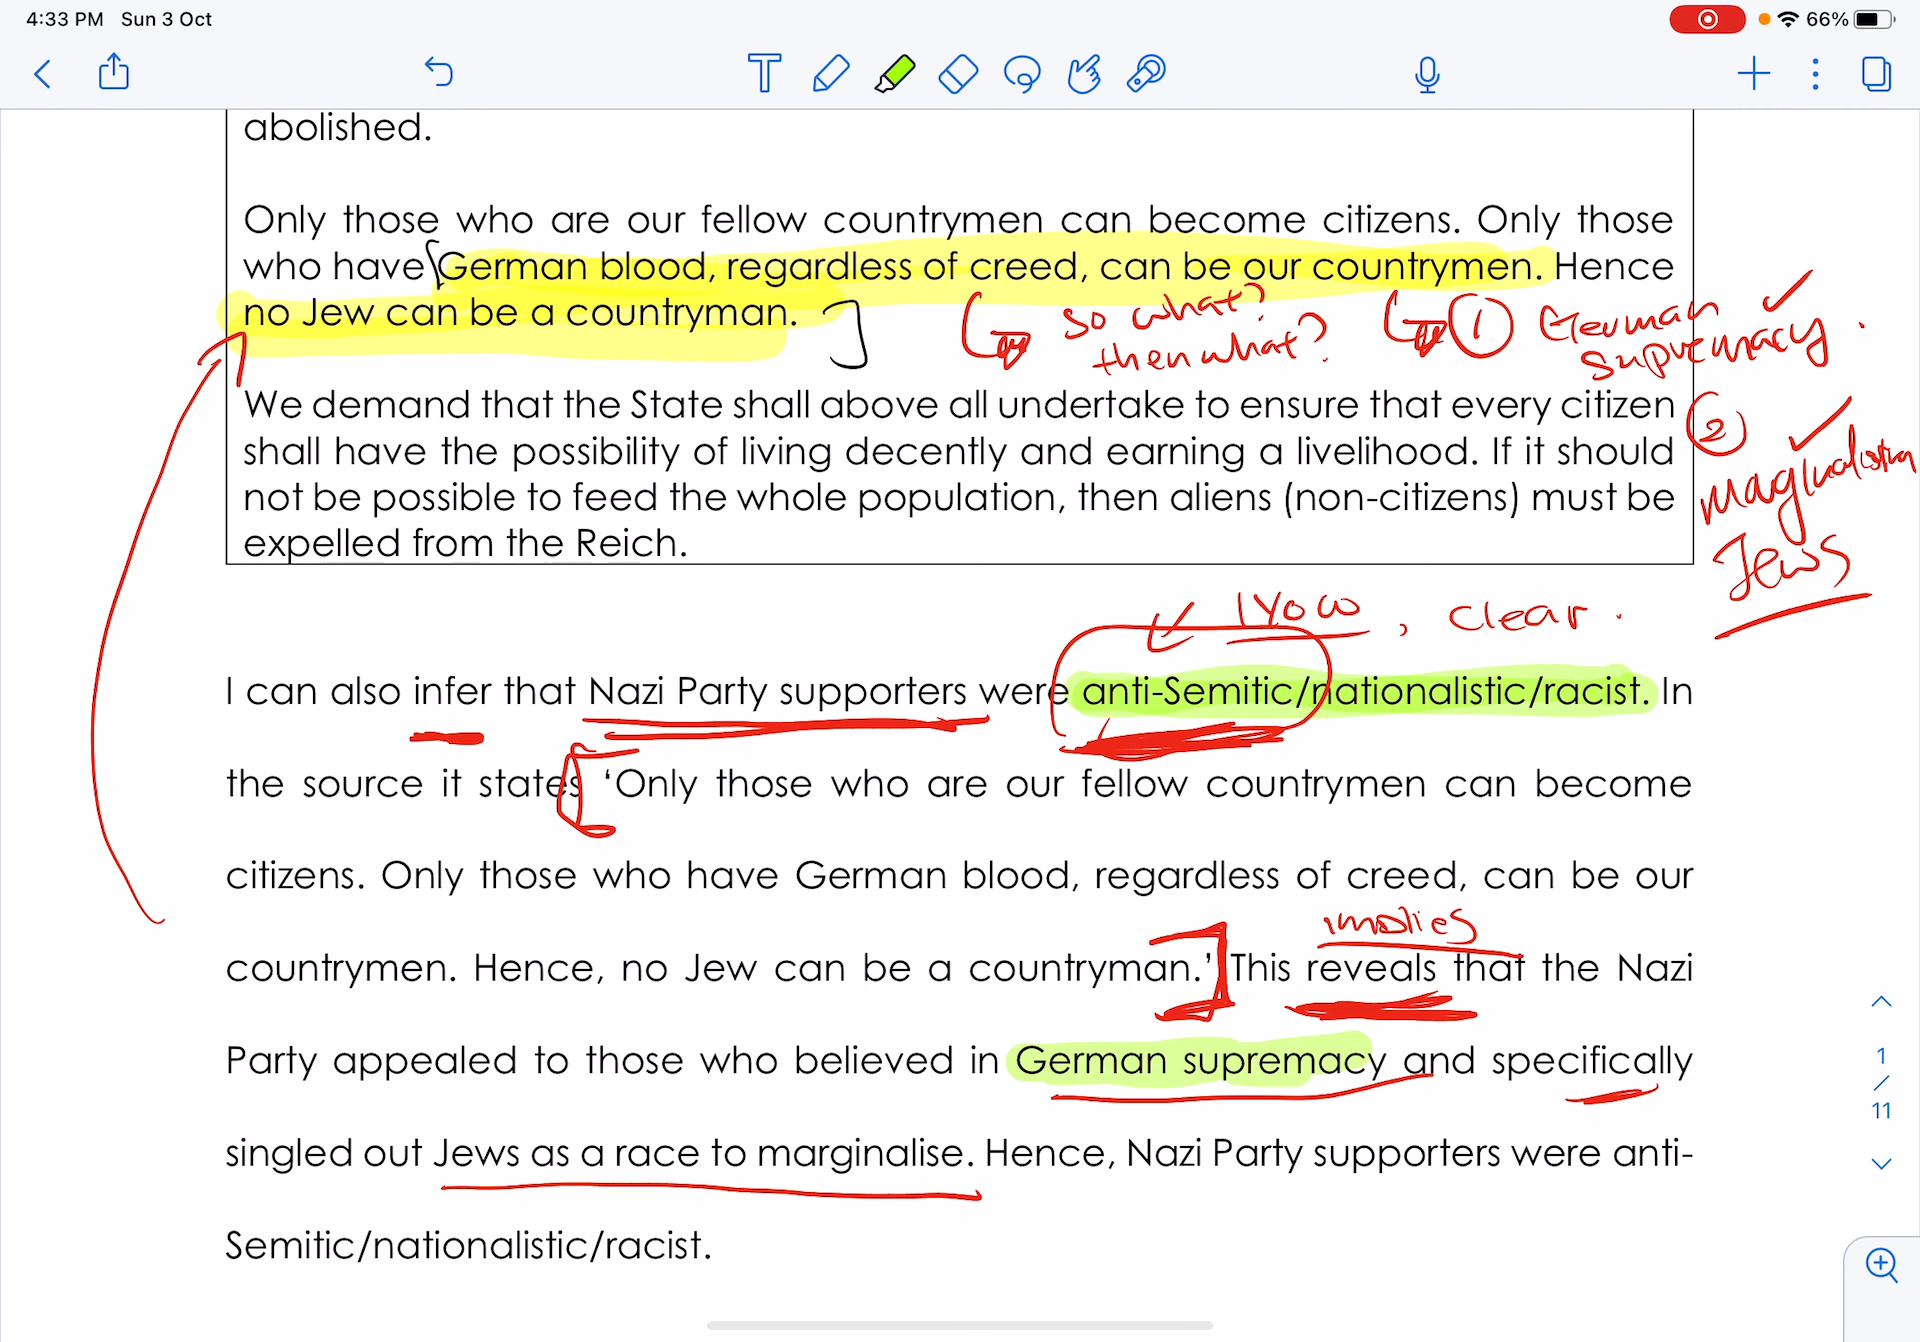 4:33 PM Sun 3 Oct
66%
abolished.
Only those who are our fellow countrymen can become citizens. Only those
who have German blood, regardless of creed, can be our countrymen. Hence
no Jew can be a countryman.
so what?
then what?
1 German
supremacy.
We demand that the State shall above all undertake to ensure that every citizen
shall have the possibility of living decently and earning a livelihood. If it should
not be possible to feed the whole population, then aliens (non-citizens) must be
expelled from the Reich.
2
Jews
1YOW, clear.
I can also infer that Nazi Party supporters were anti-Semitic/nationalistic/racist. In
the source it states ‘Only those who are our fellow countrymen can become
citizens. Only those who have German blood, regardless of creed, can be our
implies
countrymen. Hence, no Jew can be a countryman.’ This reveals that the Nazi
Party appealed to those who believed in German supremacy and specifically
singled out Jews as a race to marginalise. Hence, Nazi Party supporters were anti-
Semitic/nationalistic/racist.
1
/
11